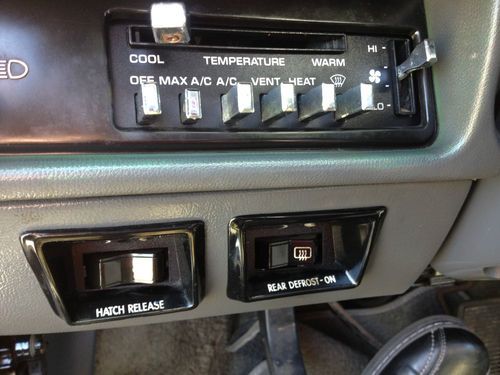 HI
COOL TEMPERATURE WARM
OFF MAX A/C A/C VENT HEAT
LO
HATCH RELEASE
REAR DEFROST-ON